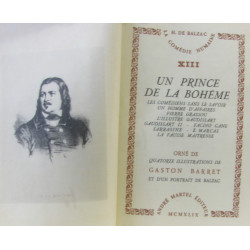 H. DE BALZAC
COMÉDIE HUMAINE
XIII
UN PRINCE
DE LA BOHÈME
LES COMÉDIENS SANS LE SAVOIR
UN HOMME D'AFFAIRES
PIERRE GRASSOU
L'ILLUSTRE GAUDISSART
GAUDISSART II - FACINO CANE
SARRASINE - Z. MARCAS
LA FAUSSE MAITRESSE
ORNÉ DE
QUATORZE ILLUSTRATIONS DE
GASTON BARRET
ET D'UN PORTRAIT DE BALZAC
ANDRÉ MARTEL ÉDITEUR
MCMXLIX